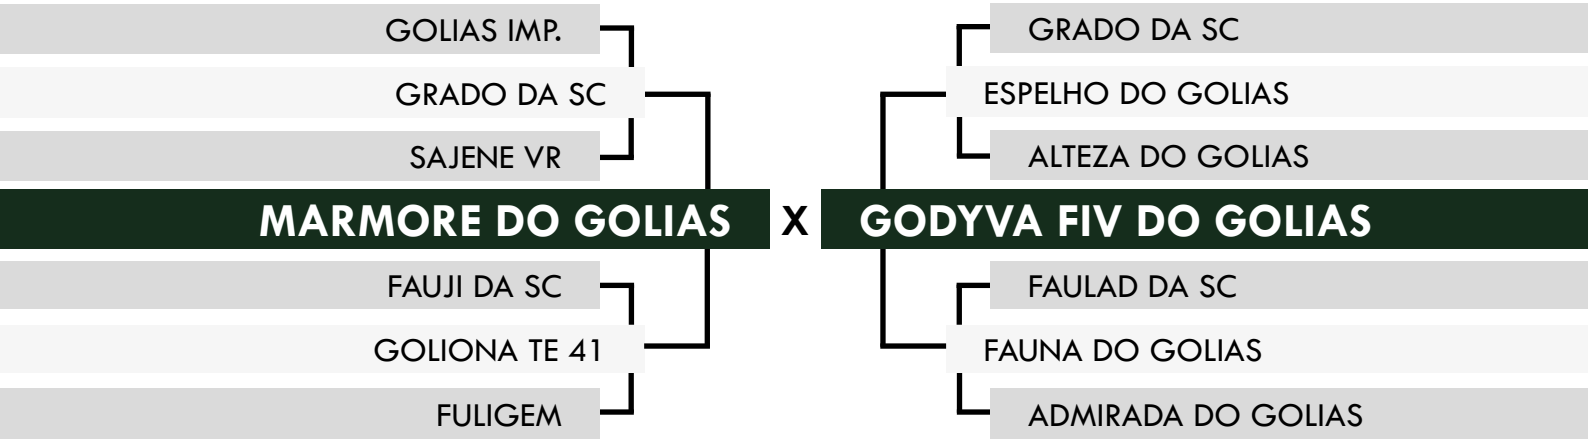 GOLIAS IMP.
GRADO DA SC
SAJENE VR
MARMORE DO GOLIAS
FAUJI DA SC
GOLIONA TE 41
FULIGEM
X
GRADO DA SC
ESPELHO DO GOLIAS
ALTEZA DO GOLIAS
GODYVA FIV DO GOLIAS
FAULAD DA SC
FAUNA DO GOLIAS
ADMIRADA DO GOLIAS